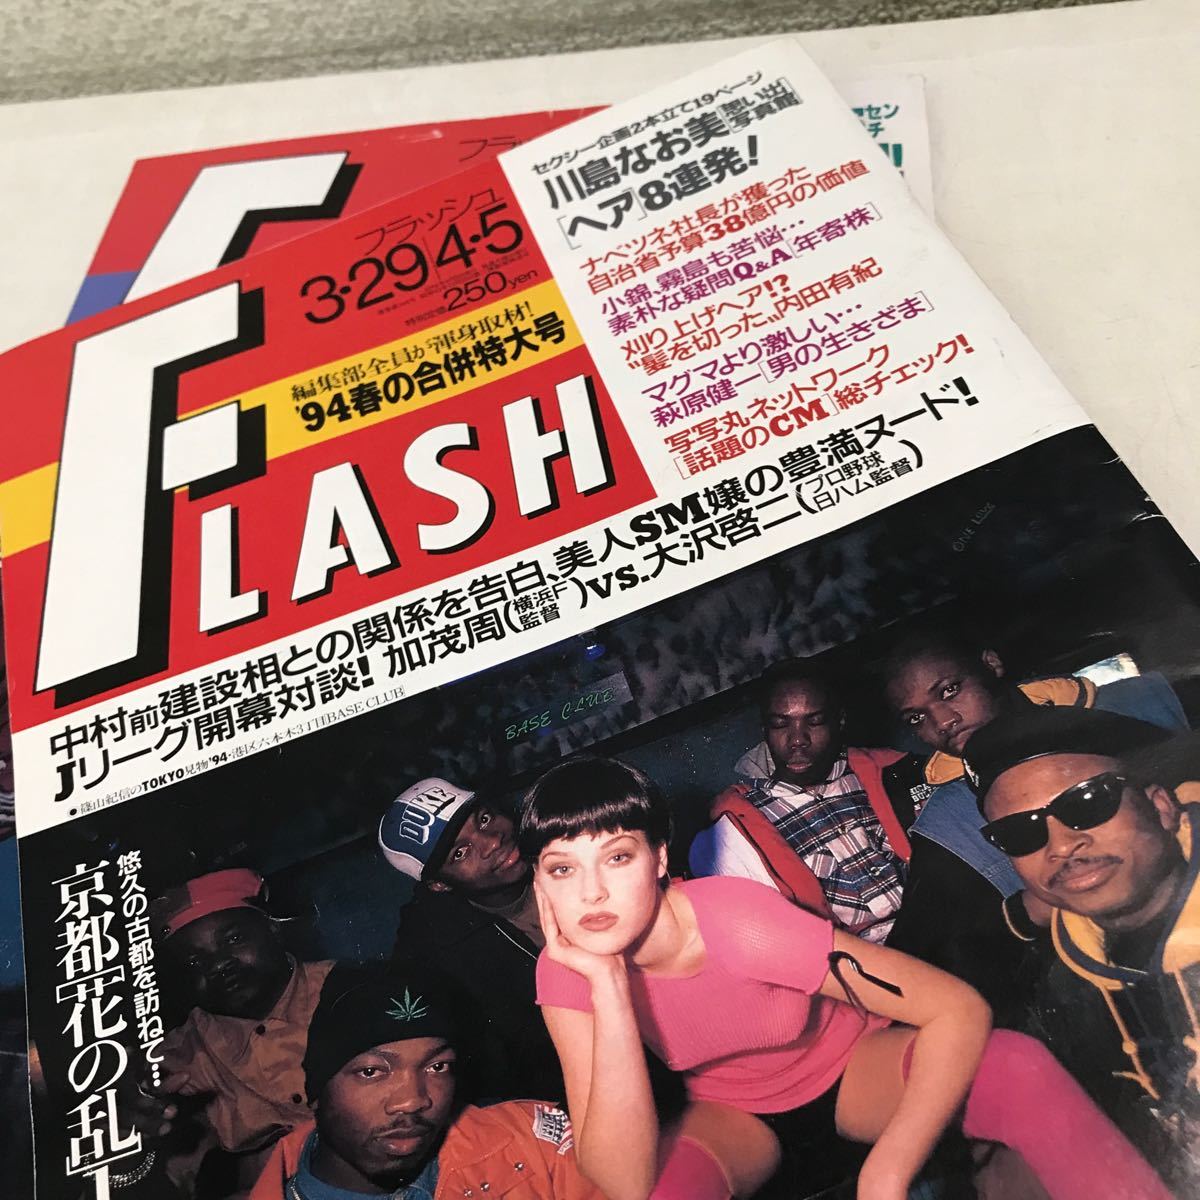 フラッシュ
3・29 4・5
特別定価250yen
編集部全員が渾身取材!
'94春の合併特大号
FLASH
セクシー企画2本立て19ページ
川島なお美[思い出写真館]
[ヘア]8連発!
ナベツネ社長が獲った
自治省予算38億円の価値
小錦、霧島も苦悩…
素朴な疑問Q&A[年寄株]
刈り上げヘア!?
"髪を切った"内田有紀
マグマより激しい…
萩原健一[男の生きざま]
写写丸ネットワーク
[話題のCM]総チェック!
中村前建設相との関係を告白、美人SM嬢の豊満ヌード!
Jリーグ開幕対談! 加茂周(横浜F監督)vs.大沢啓二(プロ野球日ハム監督)
●篠山紀信のTOKYO見物'94・港区六本木3丁目[BASE CLUB]
悠久の古都を訪ねて…
京都[花の乱]
BASE CLUB
ONE LOVE
DUKE